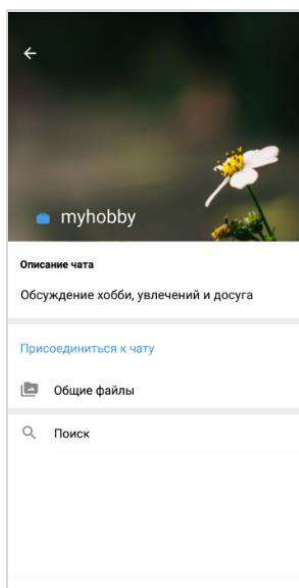 myhobby
Описание чата
Обсуждение хобби, увлечений и досуга
Присоединиться к чату
Общие файлы
Поиск